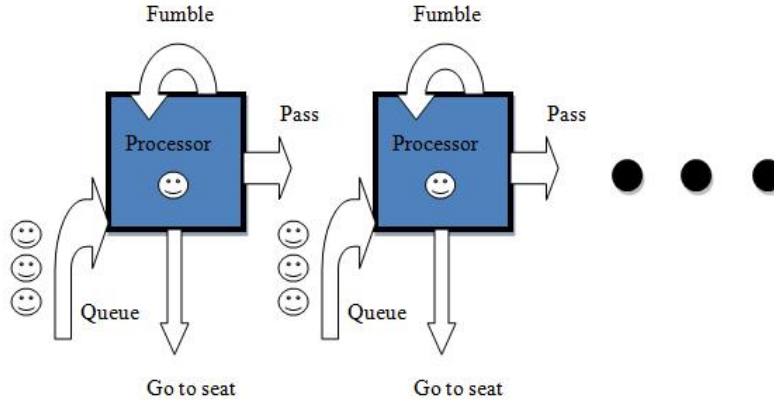 Fumble
Fumble
Pass
Pass
Processor
Processor
Queue
Queue
Go to seat
Go to seat